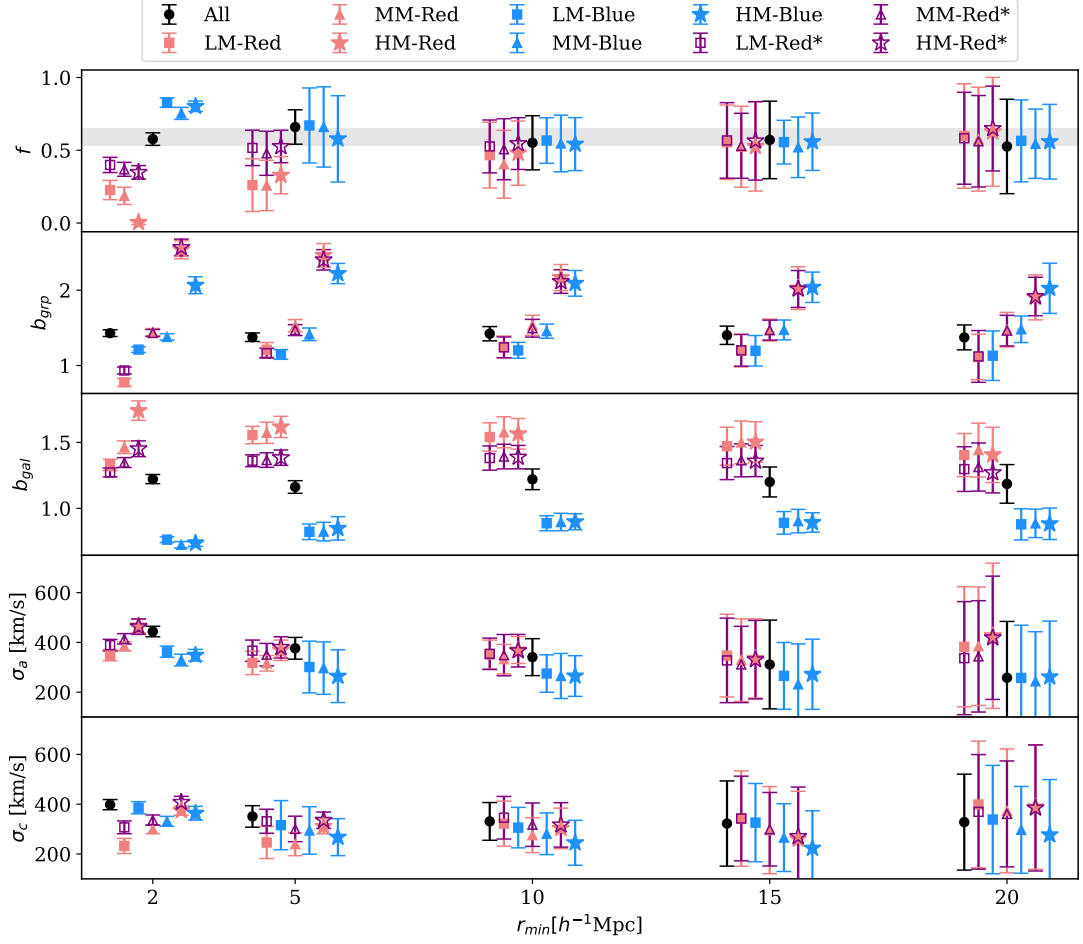 All MM-Red LM-Blue HM-Blue MM-Red*
LM-Red HM-Red MM-Blue LM-Red* HM-Red*
1.0
0.5
0.0
f
2
1
b_grp
1.5
1.0
b_gal
600
400
200
σ_a [km/s]
600
400
200
σ_c [km/s]
2 5 10 15 20
r_min[h⁻¹Mpc]